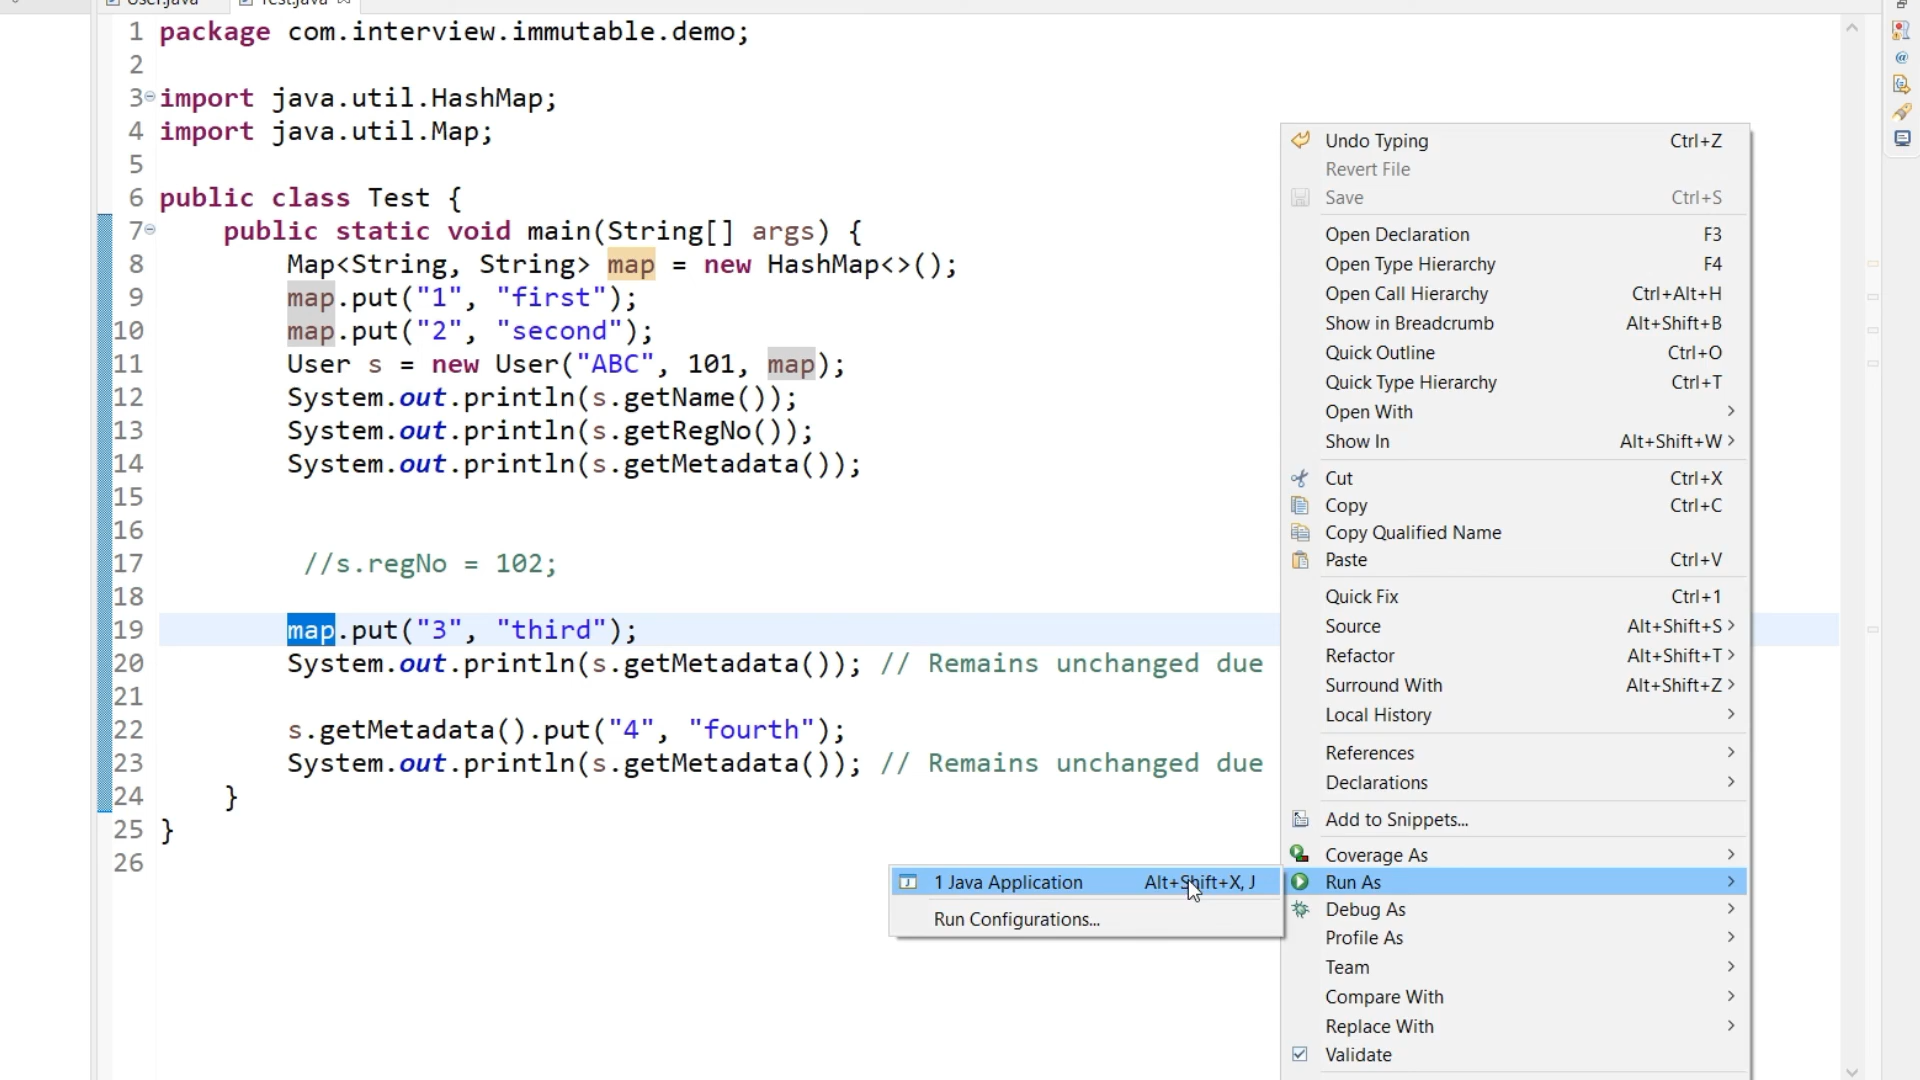 User.java
Test.java
1 package com.interview.immutable.demo;
2
3 import java.util.HashMap;
4 import java.util.Map;
5
6 public class Test {
7 public static void main(String[] args) {
8 Map<String, String> map = new HashMap<>();
9 map.put("1", "first");
10 map.put("2", "second");
11 User s = new User("ABC", 101, map);
12 System.out.println(s.getName());
13 System.out.println(s.getRegNo());
14 System.out.println(s.getMetadata());
15
16
17 //s.regNo = 102;
18
19 map.put("3", "third");
20 System.out.println(s.getMetadata()); // Remains unchanged due
21
22 s.getMetadata().put("4", "fourth");
23 System.out.println(s.getMetadata()); // Remains unchanged due
24 }
25 }
26
Undo Typing Ctrl+Z
Revert File
Save Ctrl+S
Open Declaration F3
Open Type Hierarchy F4
Open Call Hierarchy Ctrl+Alt+H
Show in Breadcrumb Alt+Shift+B
Quick Outline Ctrl+O
Quick Type Hierarchy Ctrl+T
Open With
Show In Alt+Shift+W
Cut Ctrl+X
Copy Ctrl+C
Copy Qualified Name
Paste Ctrl+V
Quick Fix Ctrl+1
Source Alt+Shift+S
Refactor Alt+Shift+T
Surround With Alt+Shift+Z
Local History
References
Declarations
Add to Snippets...
Coverage As
Run As
Debug As
Profile As
Team
Compare With
Replace With
Validate
1 Java Application Alt+Shift+X, J
Run Configurations...